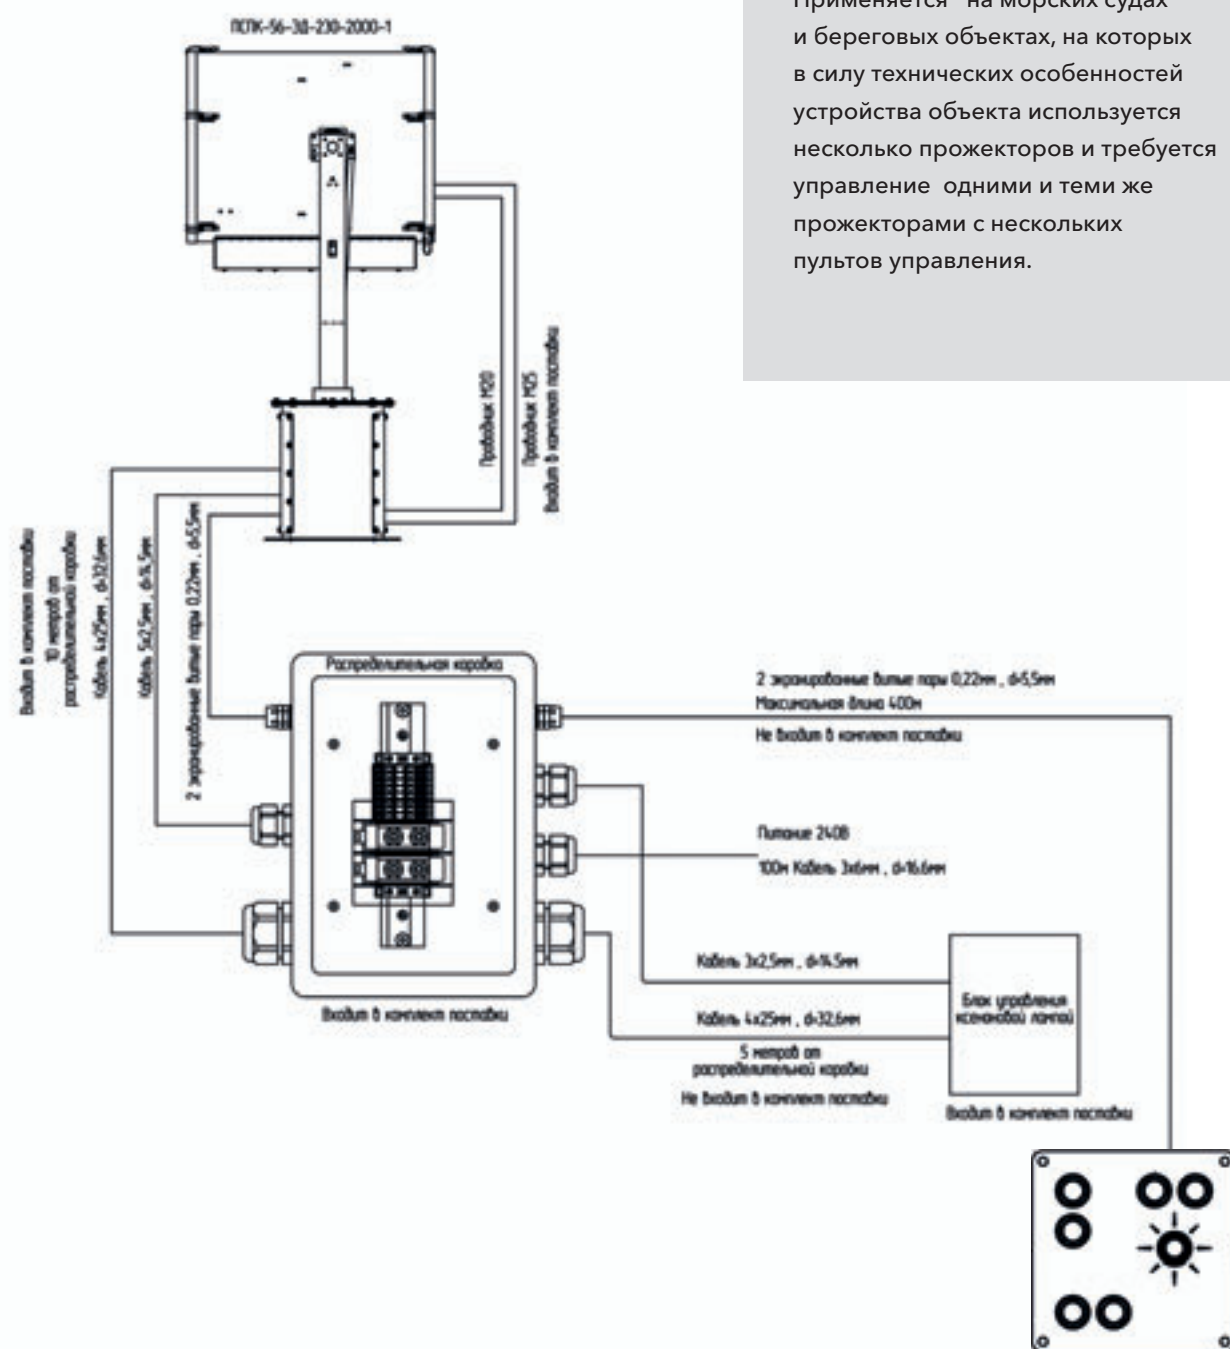 Применяется на морских судах
и береговых объектах, на которых
в силу технических особенностей
устройства объекта используется
несколько прожекторов и требуется
управление одними и теми же
прожекторами с нескольких
пультов управления.
ПСПК-56-3Д-230-2000-1
Проводник М20
Проводник М25
Входит в комплект поставки
Входит в комплект поставки
10 метров от
распределительной коробки
Кабель 4х25мм , d=32,6мм
Кабель 5х2,5мм , d=14,5мм
2 экранированные витые пары 0,22мм , d=5,5мм
Распределительная коробка
Входит в комплект поставки
2 экранированные витые пары 0,22мм , d=5,5мм
Максимальная длина 400м
Не входит в комплект поставки
Питание 240В
100м Кабель 3х6мм , d=16,6мм
Кабель 3х2,5мм , d=14,5мм
Кабель 4х25мм , d=32,6мм
5 метров от
распределительной коробки
Не входит в комплект поставки
Блок управления
ксеноновой лампой
Входит в комплект поставки